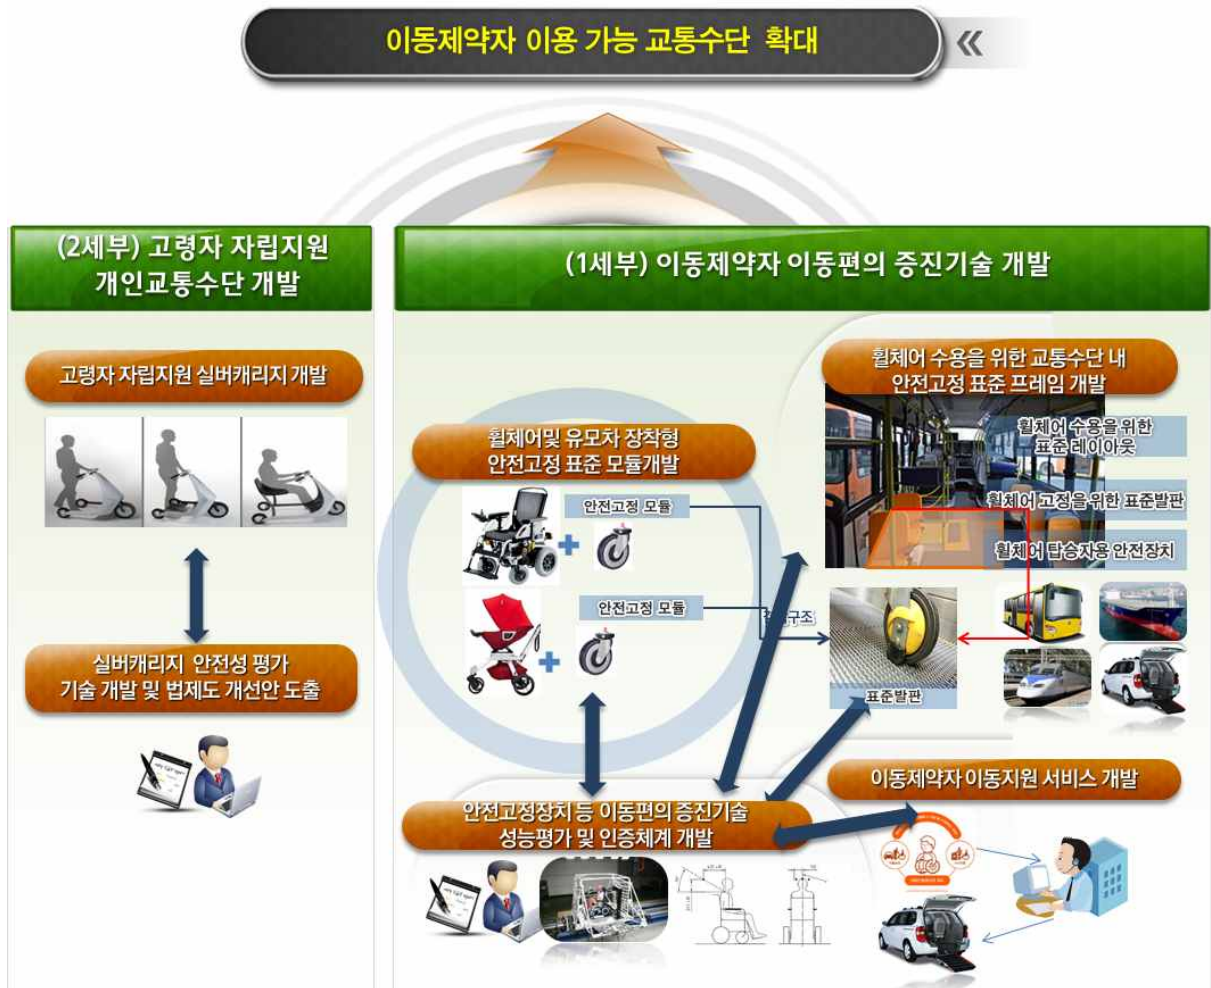 이동제약자 이용 가능 교통수단 확대
(2세부) 고령자 자립지원
개인교통수단 개발
고령자 자립지원 실버캐리지 개발
실버캐리지 안전성 평가
기술 개발 및 법제도 개선안 도출
(1세부) 이동제약자 이동편의 증진기술 개발
휠체어및 유모차 장착형
안전고정 표준 모듈개발
안전고정 모듈
안전고정 모듈
휠체어 수용을 위한 교통수단 내
안전고정 표준 프레임 개발
휠체어 수용을 위한
표준 레이아웃
휠체어 고정을 위한 표준발판
휠체어 탑승자용 안전장치
구조
표준발판
안전고정장치 등 이동편의 증진기술
성능평가 및 인증체계 개발
이동제약자 이동지원 서비스 개발